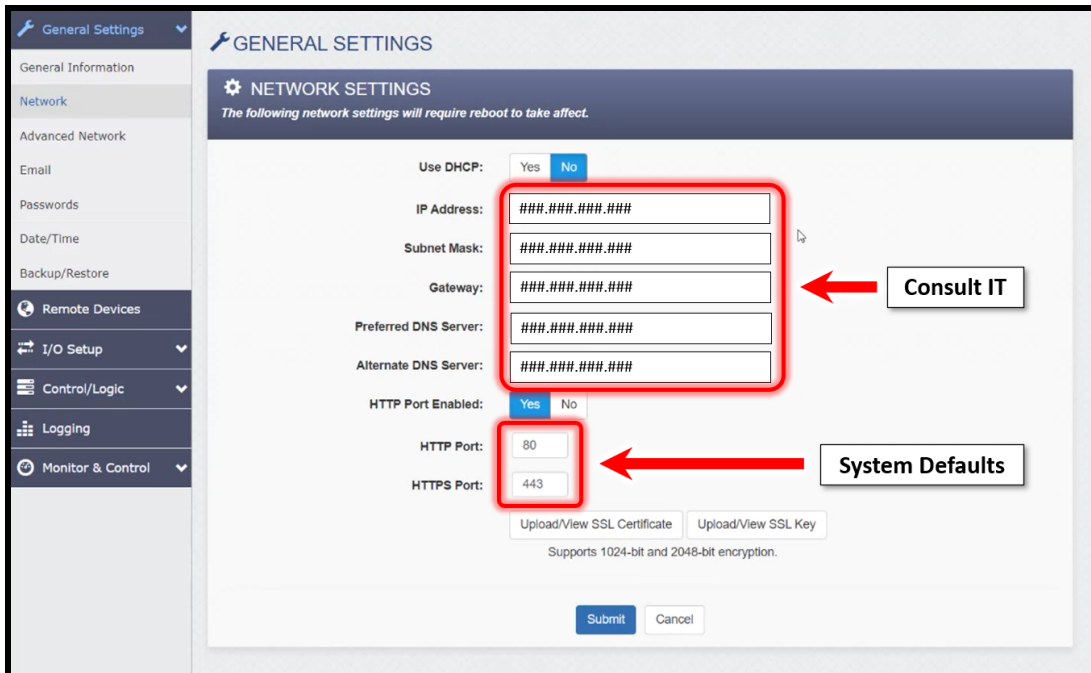 General Settings
General Information
Network
Advanced Network
Email
Passwords
Date/Time
Backup/Restore
Remote Devices
I/O Setup
Control/Logic
Logging
Monitor & Control
GENERAL SETTINGS
NETWORK SETTINGS
The following network settings will require reboot to take affect.
Use DHCP: Yes No
IP Address: ###.###.###.###
Subnet Mask: ###.###.###.###
Gateway: ###.###.###.###
Preferred DNS Server: ###.###.###.###
Alternate DNS Server: ###.###.###.###
Consult IT
HTTP Port Enabled: Yes No
HTTP Port: 80
HTTPS Port: 443
System Defaults
Upload/View SSL Certificate Upload/View SSL Key
Supports 1024-bit and 2048-bit encryption.
Submit Cancel